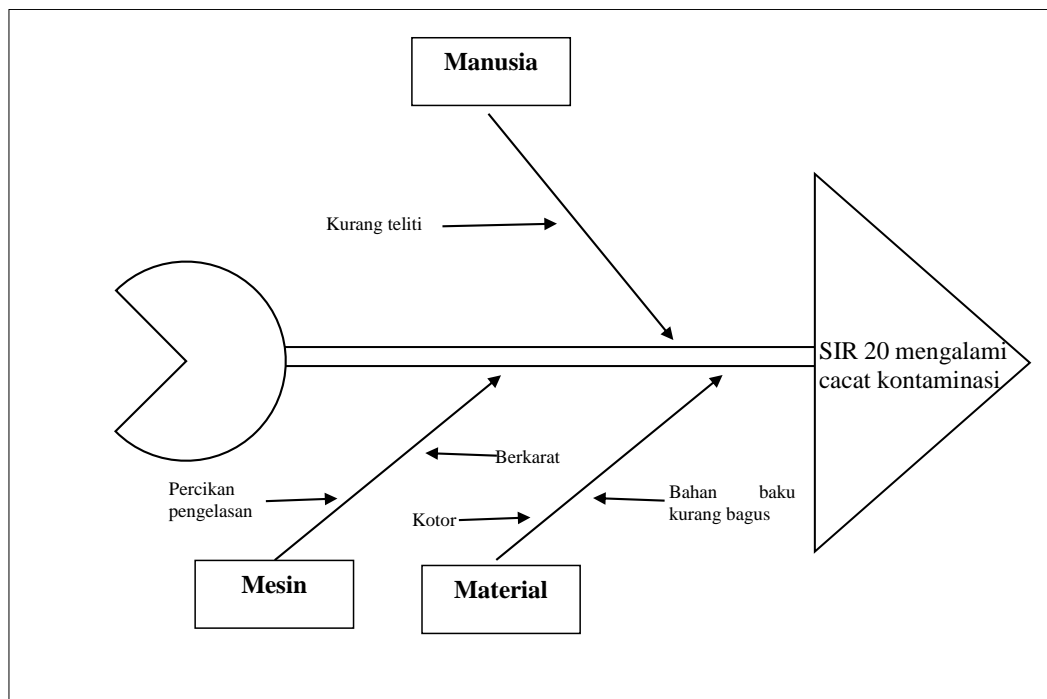 Manusia
Kurang teliti
SIR 20 mengalami
cacat kontaminasi
Berkarat
Percikan
pengelasan
Bahan baku
kurang bagus
Kotor
Mesin
Material